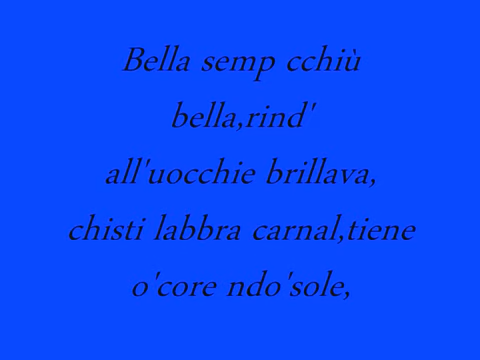 Bella semp cchiù
bella,rind'
all'uocchie brillava,
chisti labbra carnal,tiene
o'core ndo'sole,